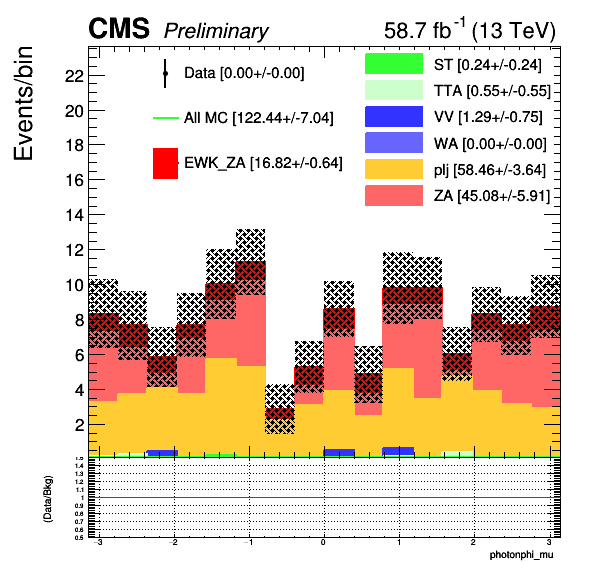 CMS Preliminary 58.7 fb⁻¹ (13 TeV)
Events/bin
Data [0.00+/-0.00]
All MC [122.44+/-7.04]
EWK_ZA [16.82+/-0.64]
ST [0.24+/-0.24]
TTA [0.55+/-0.55]
VV [1.29+/-0.75]
WA [0.00+/-0.00]
plj [58.46+/-3.64]
ZA [45.08+/-5.91]
22
20
18
16
14
12
10
8
6
4
2
(Data/Bkg)
1.5
1.4
1.3
1.2
1.1
1
0.9
0.8
0.7
0.6
0.5
−3 −2 −1 0 1 2 3
photonphi_mu